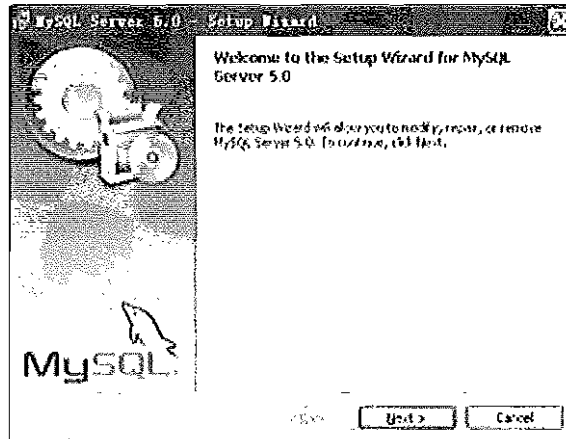 MySQL Server 5.0 - Setup Wizard
Welcome to the Setup Wizard for MySQL
Server 5.0
The Setup Wizard will allow you to modify, repair, or remove
MySQL Server 5.0. To continue, click Next.
MySQL
Next >
Cancel